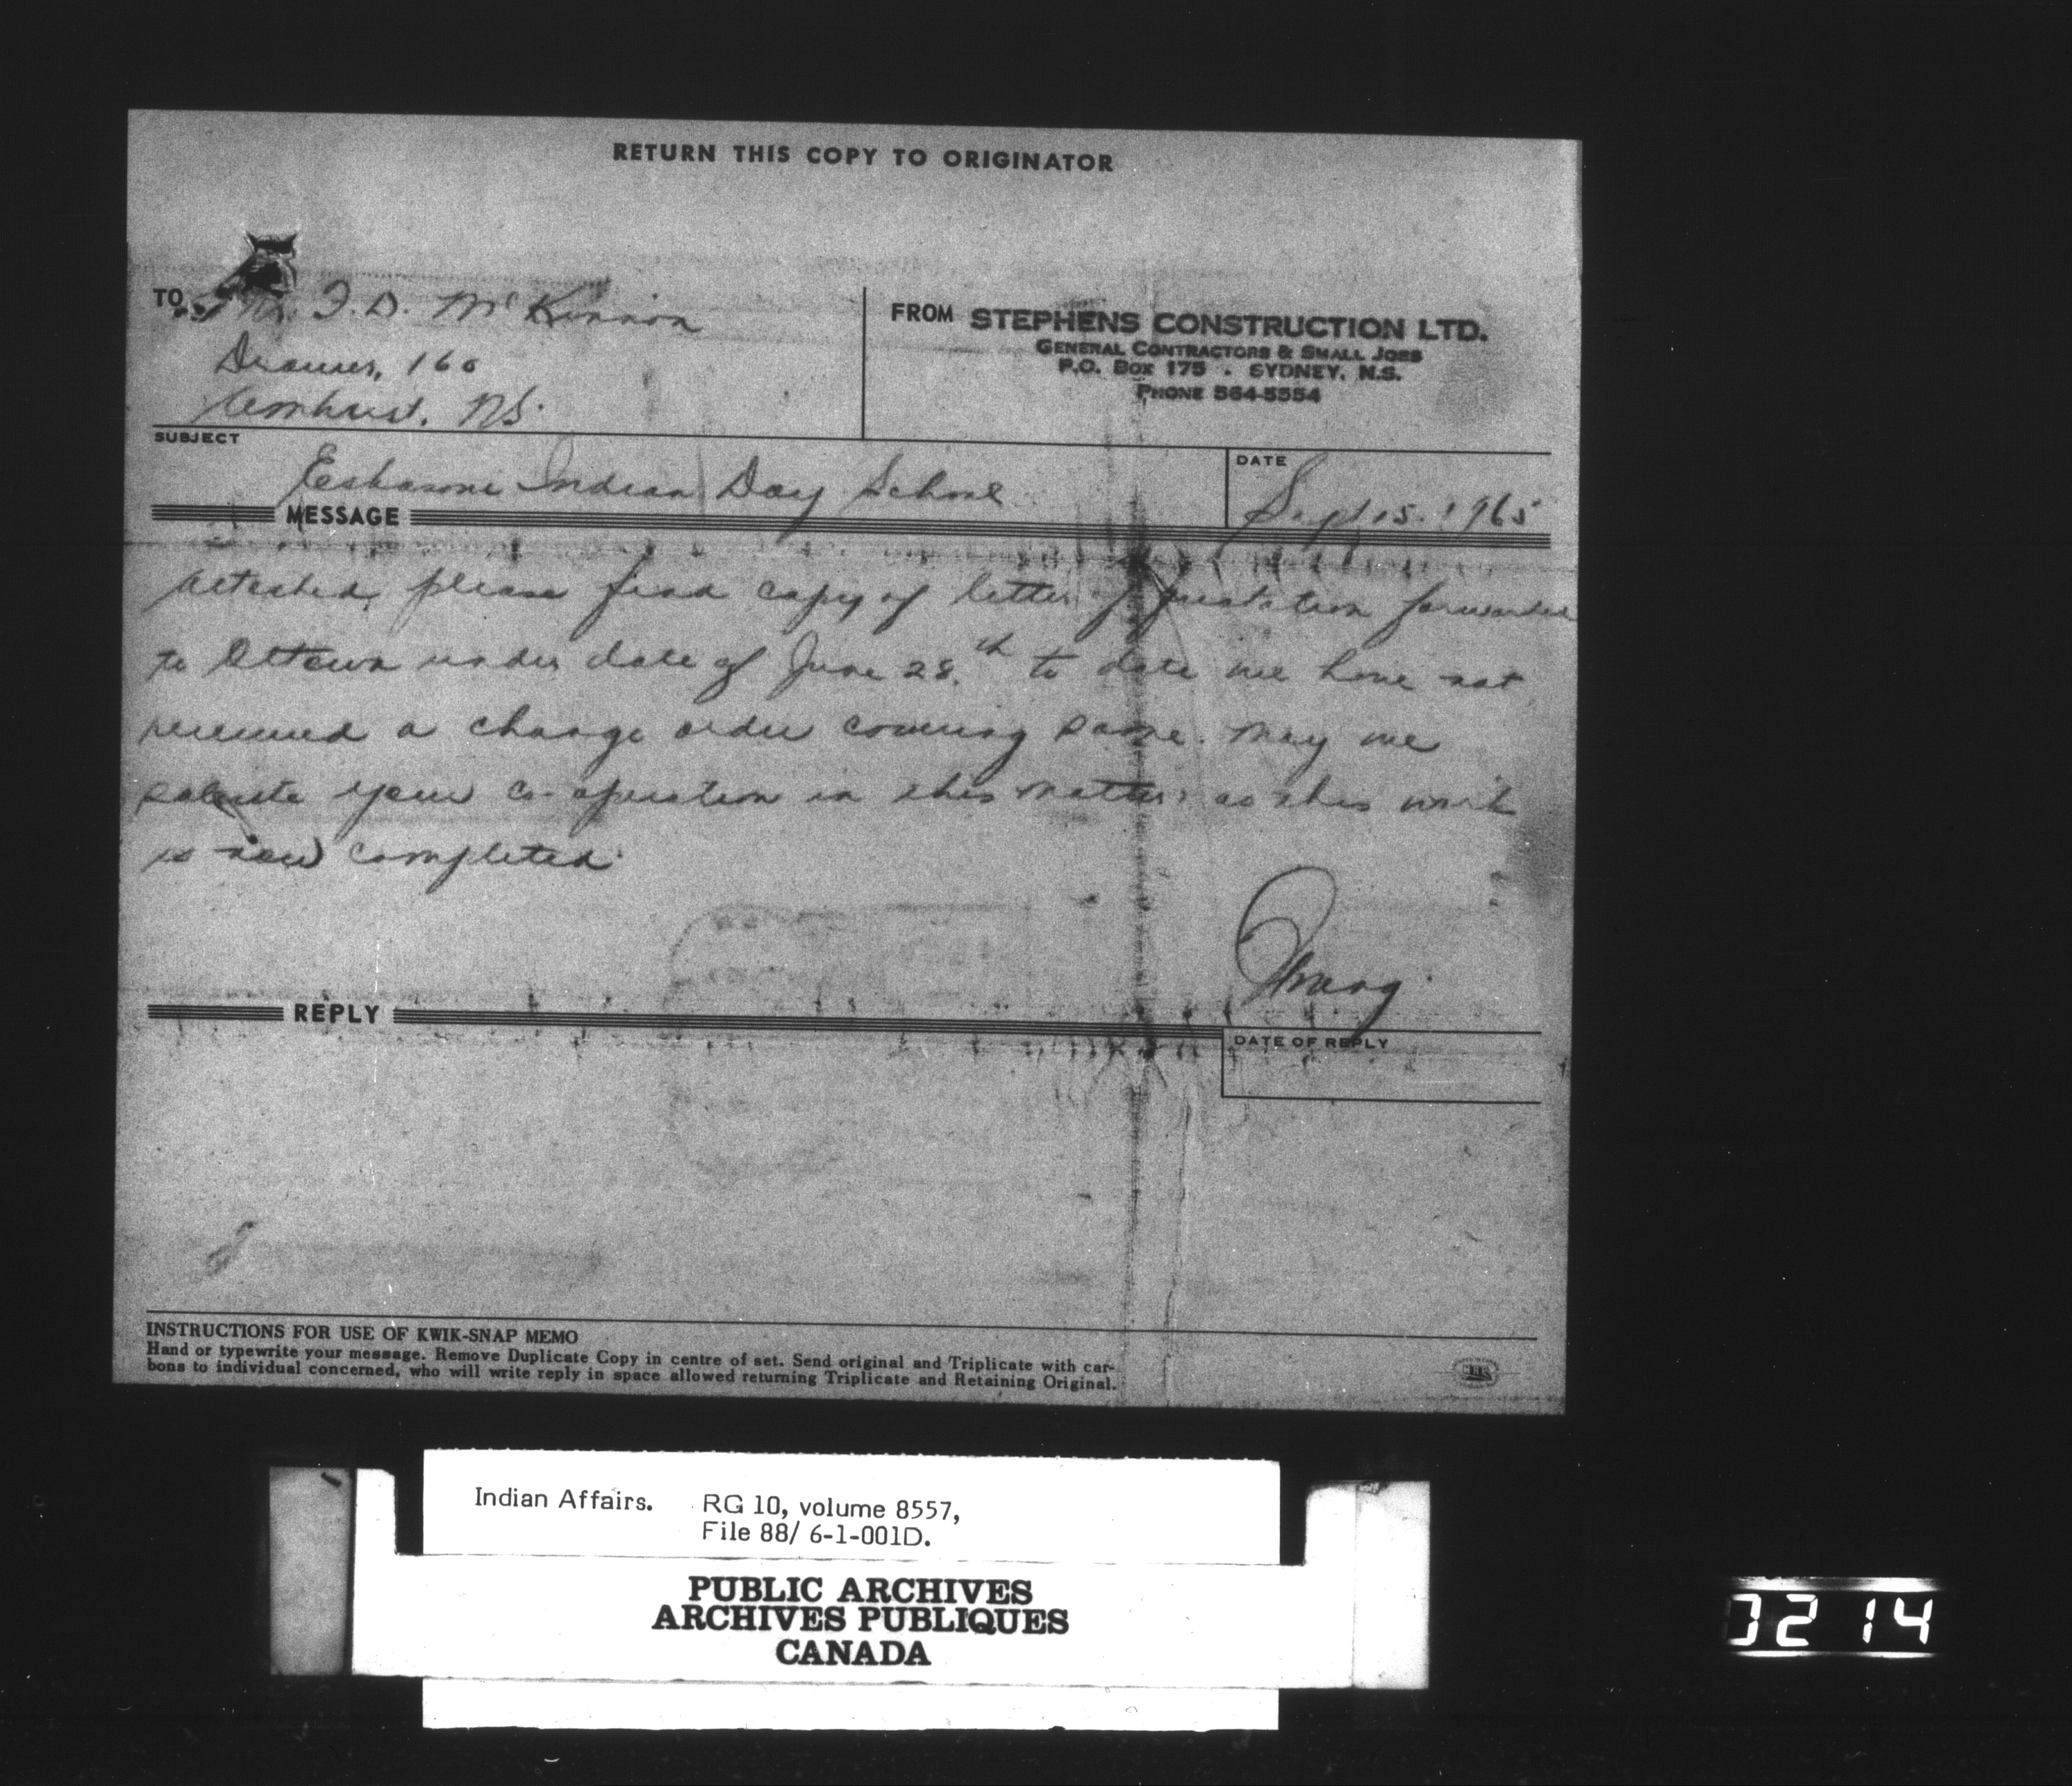 RETURN THIS COPY TO ORIGINATOR
TO Mr. F. D. McKinnon
Drawer, 160
Amherst. N.S.
FROM STEPHENS CONSTRUCTION LTD.
GENERAL CONTRACTORS & SMALL JOBS
P.O. BOX 175 . SYDNEY, N.S.
PHONE 564-5554
SUBJECT
Eskasoni Indian Day School
DATE
Sept 15. 1965
MESSAGE
Attached, please find copy of letter of quotation forwarded
to Ottawa under date of June 28.th to date we have not
received a change order covering same. May we
your co-operation in this matter, as this work
is now completed.
REPLY
DATE OF REPLY
INSTRUCTIONS FOR USE OF KWIK-SNAP MEMO
Hand or typewrite your message. Remove Duplicate Copy in centre of set. Send original and Triplicate with car-
bons to individual concerned, who will write reply in space allowed returning Triplicate and Retaining Original.
Indian Affairs. RG 10, volume 8557,
File 88/ 6-1-001D.
PUBLIC ARCHIVES
ARCHIVES PUBLIQUES
CANADA
0214